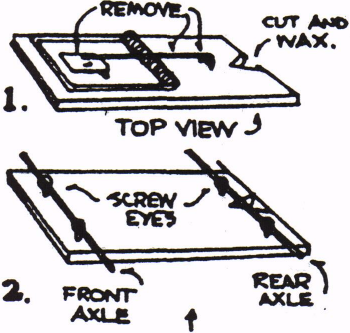 REMOVE
CUT AND
WAX.
1.
TOP VIEW
SCREW
EYES
2.
FRONT
AXLE
REAR
AXLE